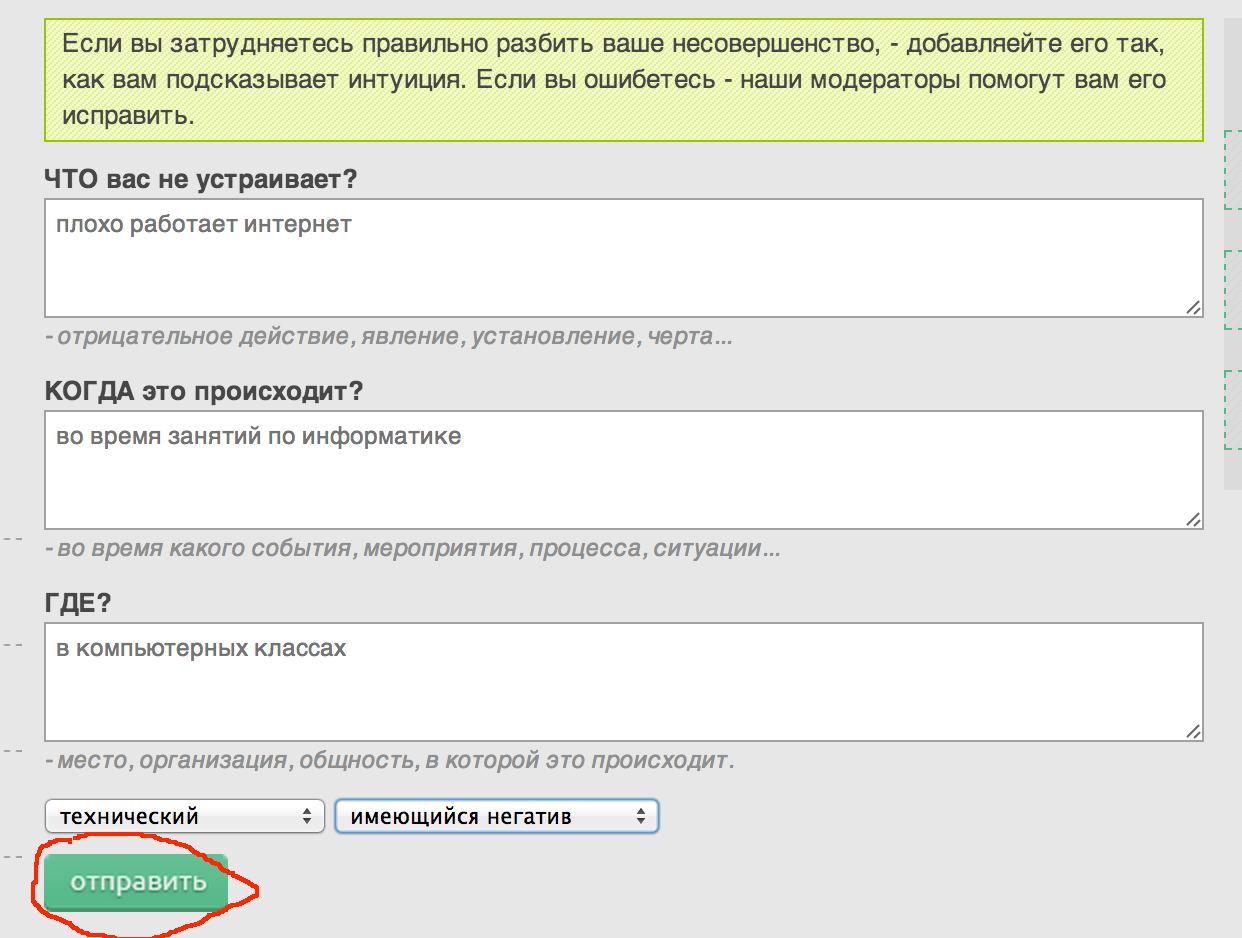 Если вы затрудняетесь правильно разбить ваше несовершенство, - добавляейте его так,
как вам подсказывает интуиция. Если вы ошибетесь - наши модераторы помогут вам его
исправить.
ЧТО вас не устраивает?
плохо работает интернет
- отрицательное действие, явление, установление, черта...
КОГДА это происходит?
во время занятий по информатике
- во время какого события, мероприятия, процесса, ситуации...
ГДЕ?
в компьютерных классах
- место, организация, общность, в которой это происходит.
технический имеющийся негатив
отправить